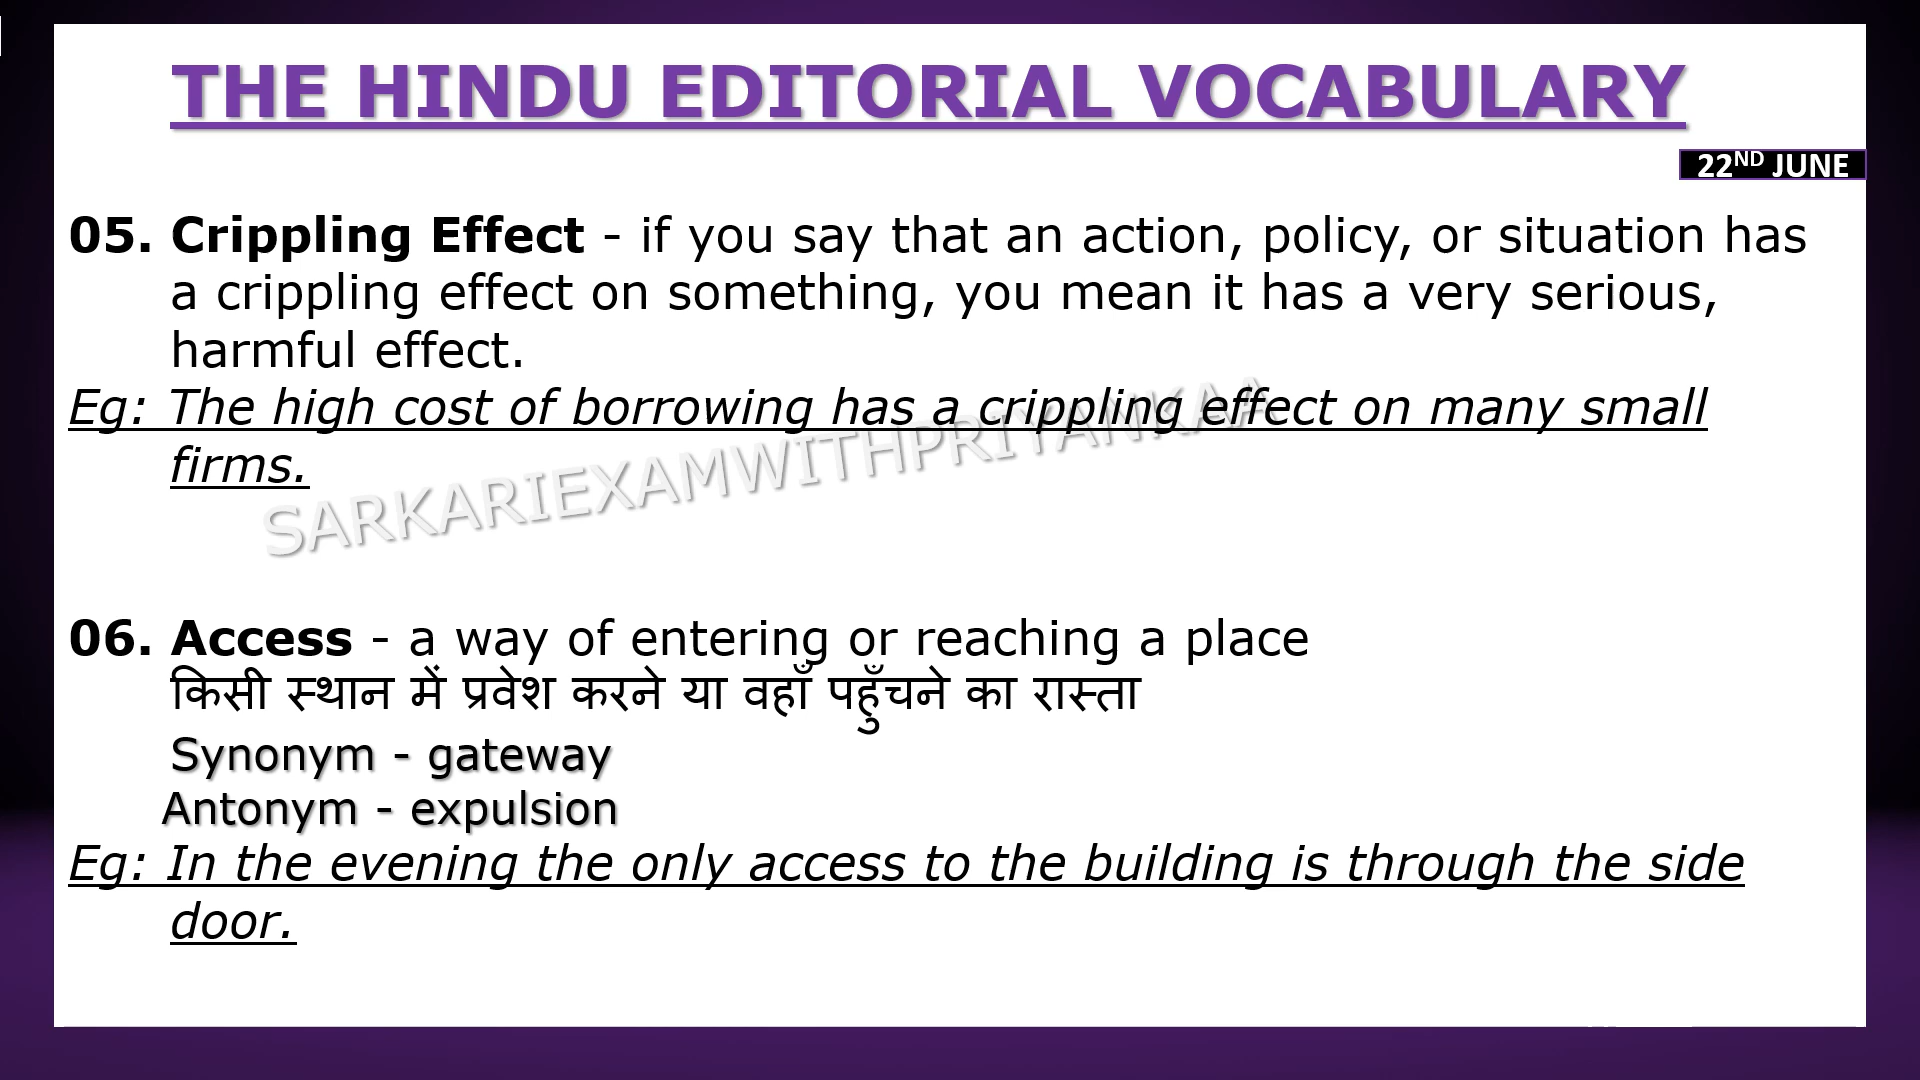 THE HINDU EDITORIAL VOCABULARY
22ND JUNE
05. Crippling Effect - if you say that an action, policy, or situation has
a crippling effect on something, you mean it has a very serious,
harmful effect.
Eg: The high cost of borrowing has a crippling effect on many small
firms.
SARKARIEXAMWITHPRIYANKAA
06. Access - a way of entering or reaching a place
किसी स्थान में प्रवेश करने या वहाँ पहुँचने का रास्ता
Synonym - gateway
Antonym - expulsion
Eg: In the evening the only access to the building is through the side
door.